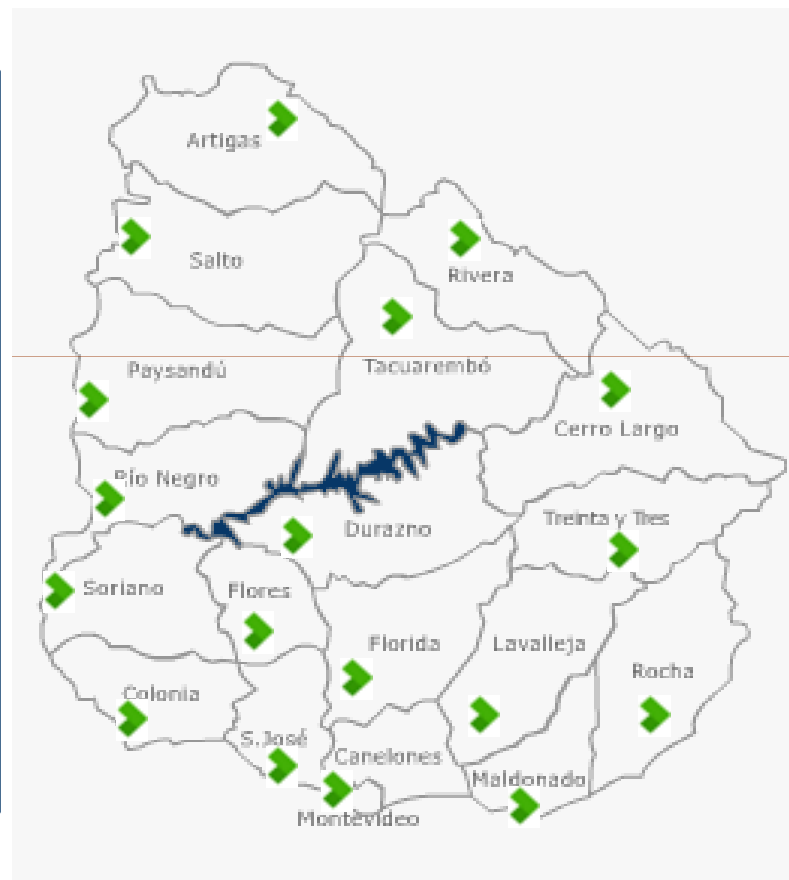 Artigas
Salto
Rivera
Paysandú
Tacuarembó
Cerro Largo
Río Negro
Treinta y Tres
Durazno
Soriano
Flores
Florida
Lavalleja
Rocha
Colonia
S.José
Canelones
Maldonado
Montevideo